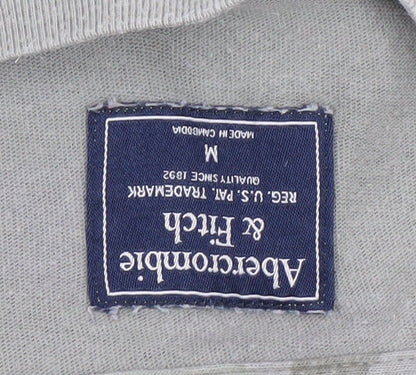 Abercrombie
& Fitch
REG. U.S. PAT. TRADEMARK
QUALITY SINCE 1892
M
MADE IN CAMBODIA